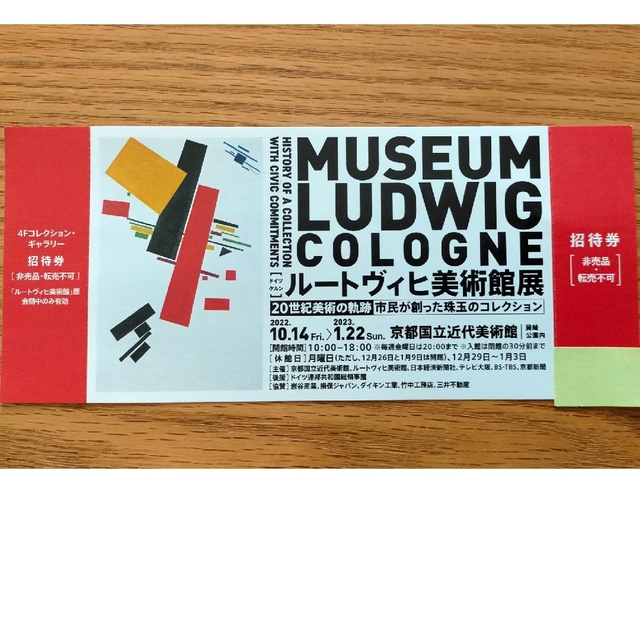 4Fコレクション・
ギャラリー
招待券
[非売品・転売不可]
「ルートヴィヒ美術館」展
会期中のみ有効
HISTORY OF A COLLECTION
WITH CIVIC COMMITMENTS
MUSEUM
LUDWIG
COLOGNE
[ドイツ ケルン] ルートヴィヒ美術館展
20世紀美術の軌跡 市民が創った珠玉のコレクション
2022. 2023.
10.14 Fri. > 1.22 Sun. 京都国立近代美術館 [岡崎公園内]
[開館時間] 10:00–18:00 ※毎週金曜日は20:00まで ※入館は閉館の30分前まで
[休館日] 月曜日(ただし、12月26日と1月9日は開館)、12月29日〜1月3日
[主催] 京都国立近代美術館、ルートヴィヒ美術館、日本経済新聞社、テレビ大阪、BS-TBS、京都新聞
[後援] ドイツ連邦共和国総領事館
[協賛] 岩谷産業、損保ジャパン、ダイキン工業、竹中工務店、三井不動産
招待券
[非売品・転売不可]